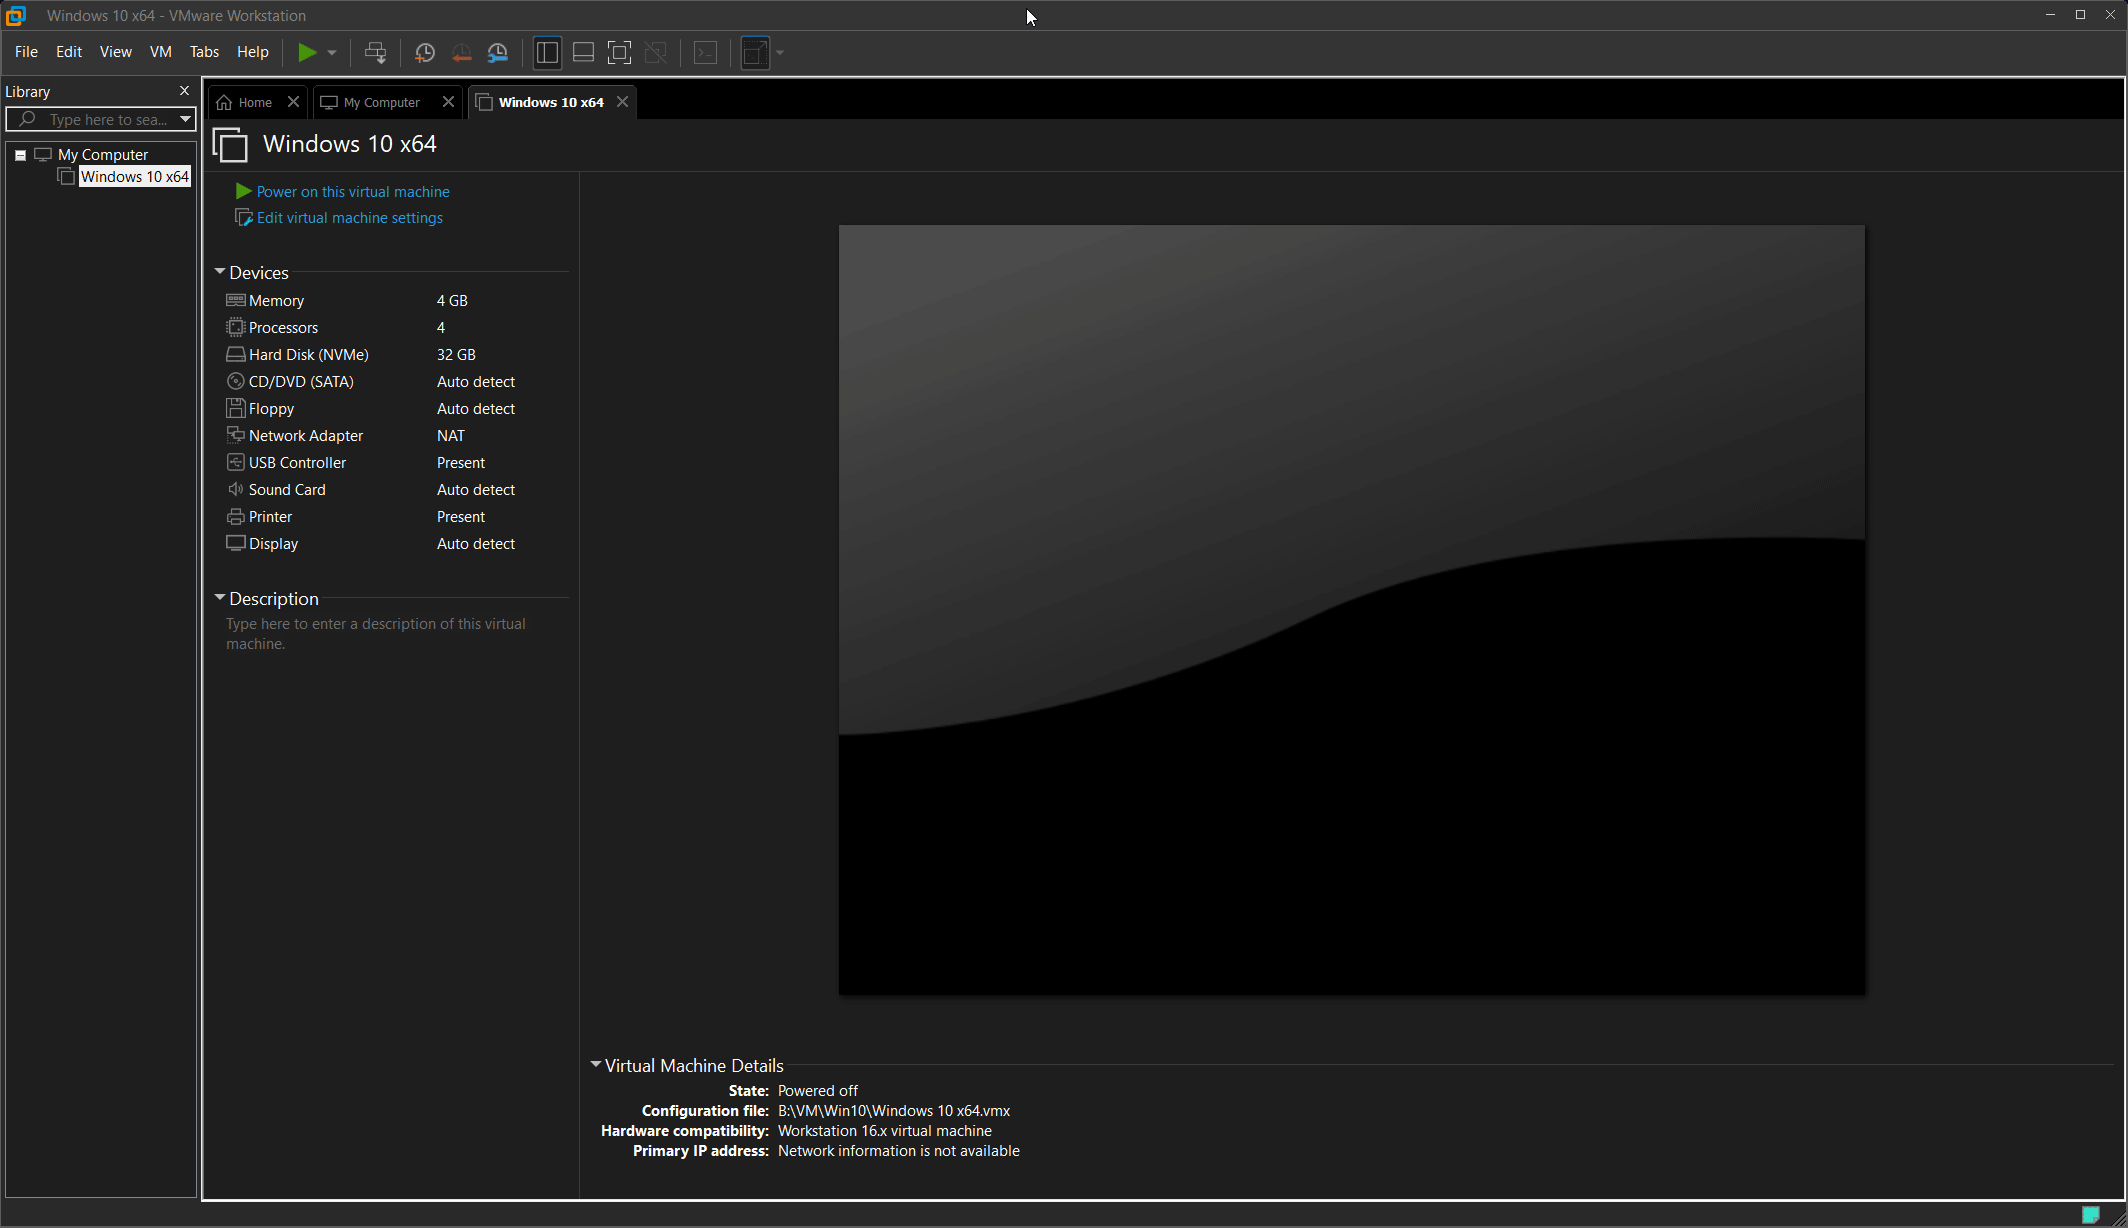 Windows 10 x64 - VMware Workstation
File Edit View VM Tabs Help
Library
Type here to sea...
My Computer
Windows 10 x64
Home My Computer Windows 10 x64
Windows 10 x64
Power on this virtual machine
Edit virtual machine settings
Devices
Memory 4 GB
Processors 4
Hard Disk (NVMe) 32 GB
CD/DVD (SATA) Auto detect
Floppy Auto detect
Network Adapter NAT
USB Controller Present
Sound Card Auto detect
Printer Present
Display Auto detect
Description
Type here to enter a description of this virtual
machine.
Virtual Machine Details
State: Powered off
Configuration file: B:\VM\Win10\Windows 10 x64.vmx
Hardware compatibility: Workstation 16.x virtual machine
Primary IP address: Network information is not available